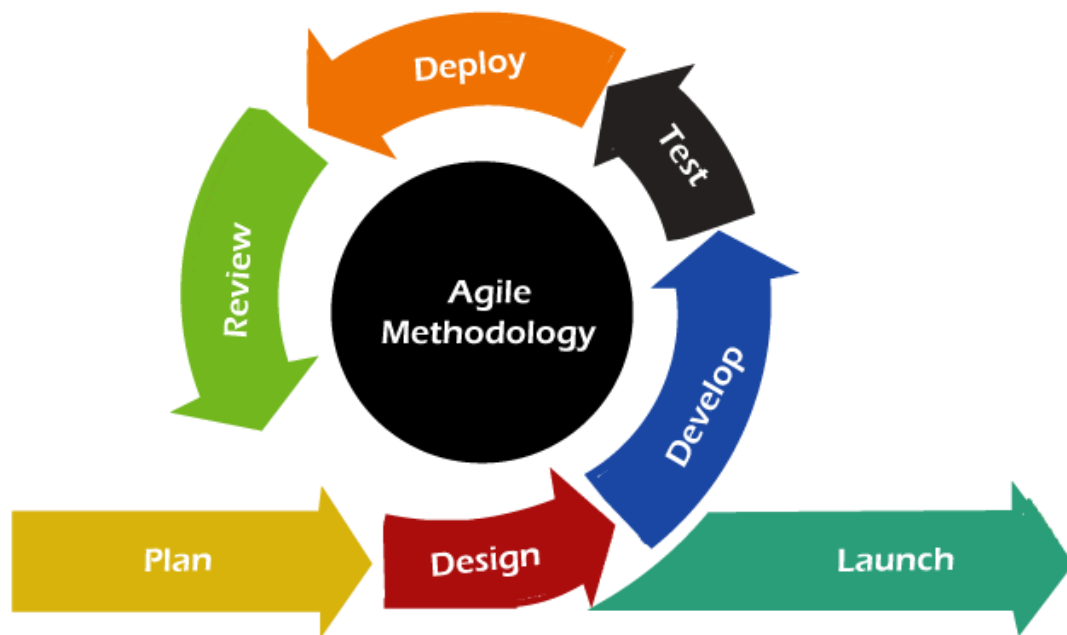 Deploy
Test
Review
Agile
Methodology
Develop
Plan
Design
Launch